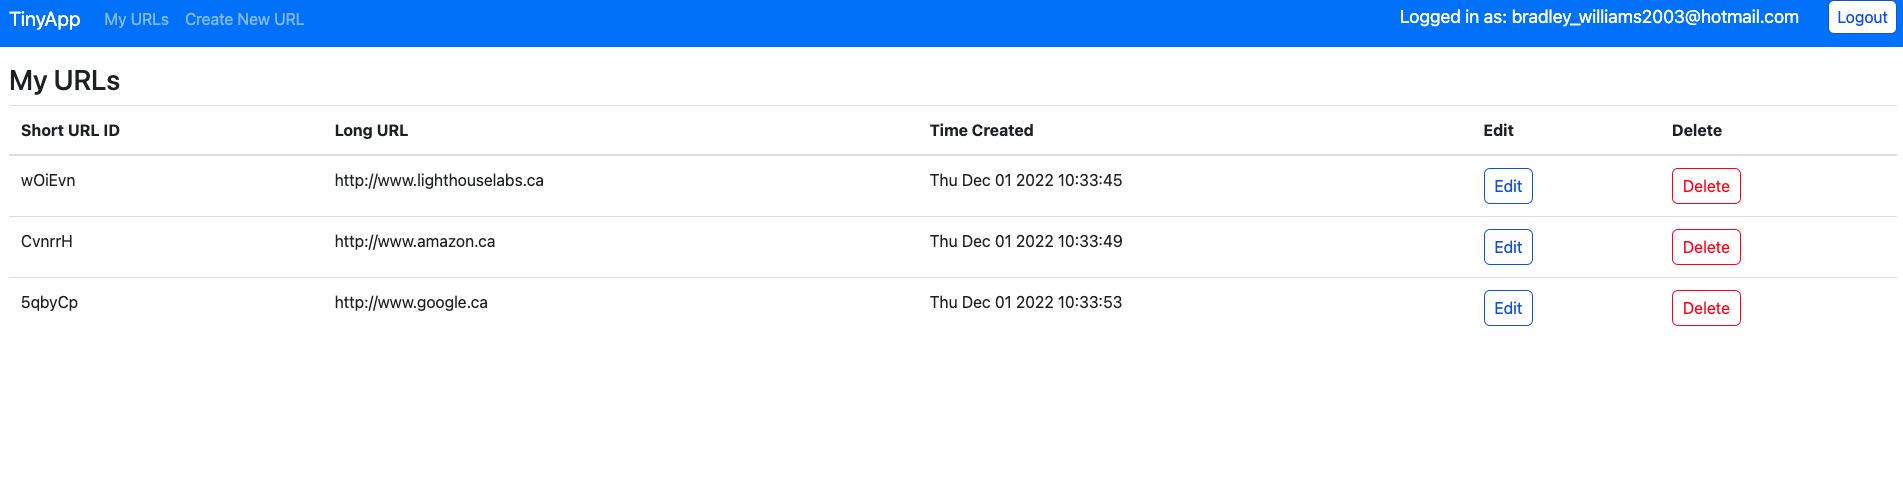 TinyApp My URLs Create New URL Logged in as: bradley_williams2003@hotmail.com Logout
My URLs
Short URL ID Long URL Time Created Edit Delete
wOiEvn http://www.lighthouselabs.ca Thu Dec 01 2022 10:33:45 Edit Delete
CvnrrH http://www.amazon.ca Thu Dec 01 2022 10:33:49 Edit Delete
5qbyCp http://www.google.ca Thu Dec 01 2022 10:33:53 Edit Delete